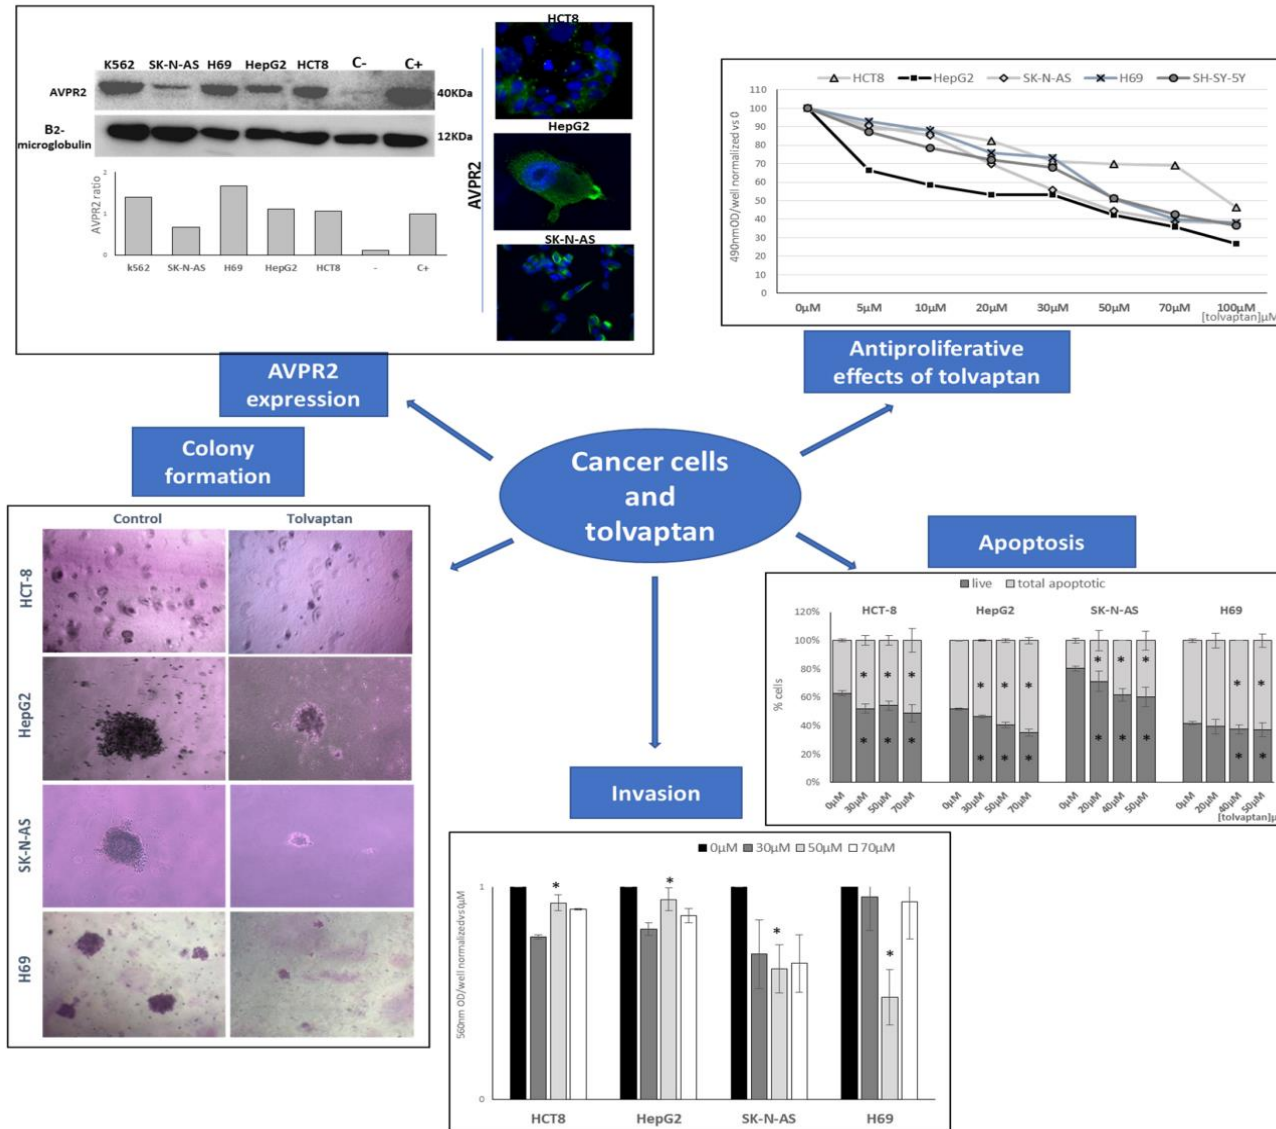 K562 SK-N-AS H69 HepG2 HCT8 C- C+
AVPR2
40KDa
B2-
microglobulin
12KDa
AVPR2 ratio
2
1
0
k562 SK-N-AS H69 HepG2 HCT8 - C+
AVPR2
HCT8
HepG2
SK-N-AS
HCT8 HepG2 SK-N-AS H69 SH-SY-5Y
490nm OD/well normalized vs 0
110
100
90
80
70
60
50
40
30
20
10
0
0µM 5µM 10µM 20µM 30µM 50µM 70µM 100µM
[tolvaptan]µM
AVPR2
expression
Antiproliferative
effects of tolvaptan
Colony
formation
Cancer cells
and
tolvaptan
Apoptosis
Invasion
Control Tolvaptan
HCT-8
HepG2
SK-N-AS
H69
live total apoptotic
HCT-8 HepG2 SK-N-AS H69
% cells
120%
100%
80%
60%
40%
20%
0%
* * * * * * * * * * *
* * * * * * * * * * *
0µM 30µM 50µM 70µM 0µM 30µM 50µM 70µM 0µM 20µM 40µM 50µM 0µM 20µM 40µM 50µM
[tolvaptan]µ
0µM 30µM 50µM 70µM
560nm OD/well normalized vs 0µM
1
0
* * * *
HCT8 HepG2 SK-N-AS H69